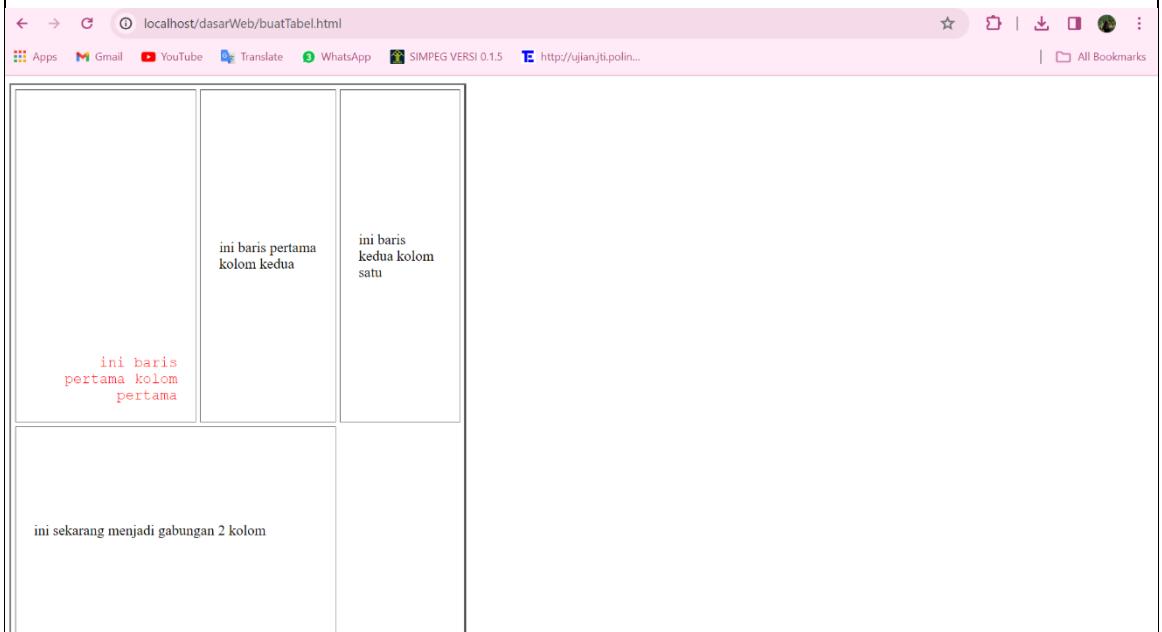 localhost/dasarWeb/buatTabel.html
Apps Gmail YouTube Translate 3 WhatsApp SIMPEG VERSI 0.1.5 TE http://ujian.jti.polin... All Bookmarks
ini baris
pertama kolom
pertama
ini baris pertama
kolom kedua
ini baris
kedua kolom
satu
ini sekarang menjadi gabungan 2 kolom